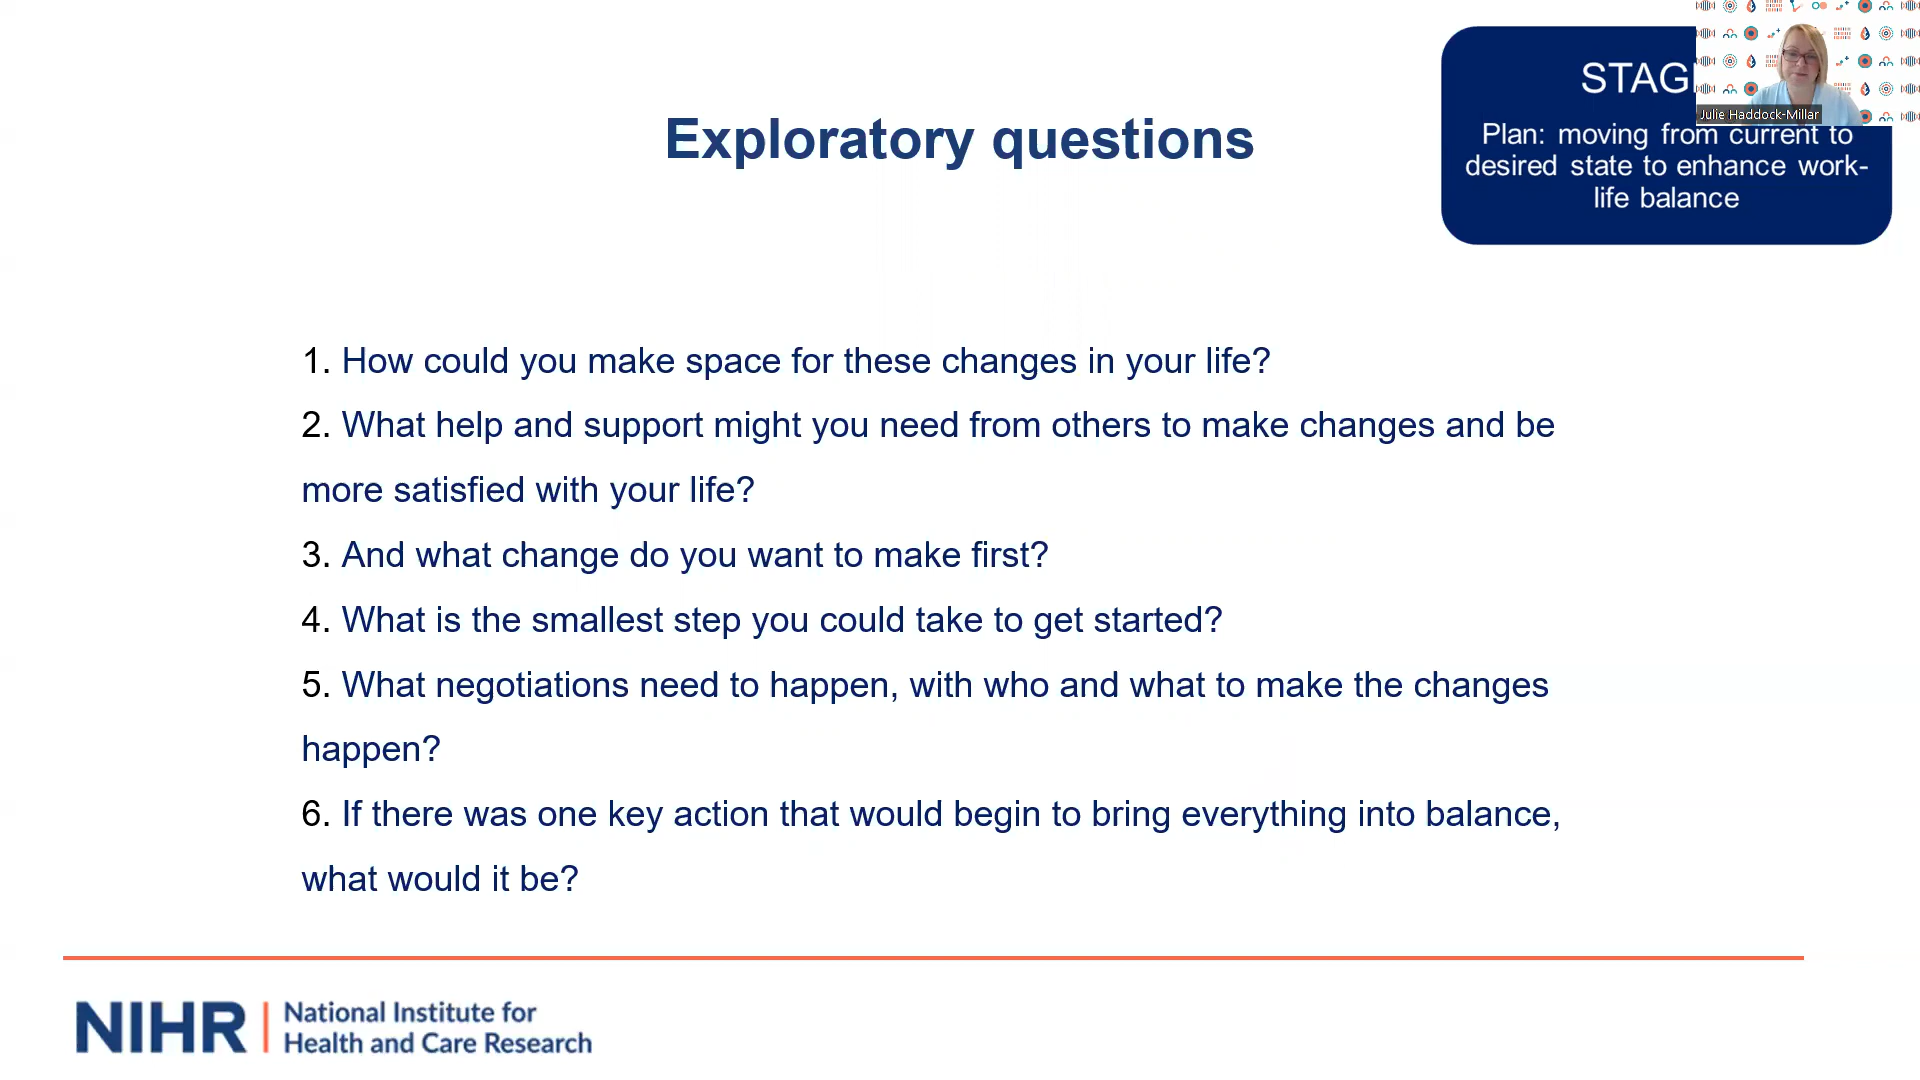 STAG
Julie Haddock-Millar
Plan: moving from current to
desired state to enhance work-
life balance
Exploratory questions
1. How could you make space for these changes in your life?
2. What help and support might you need from others to make changes and be
more satisfied with your life?
3. And what change do you want to make first?
4. What is the smallest step you could take to get started?
5. What negotiations need to happen, with who and what to make the changes
happen?
6. If there was one key action that would begin to bring everything into balance,
what would it be?
NIHR | National Institute for
Health and Care Research